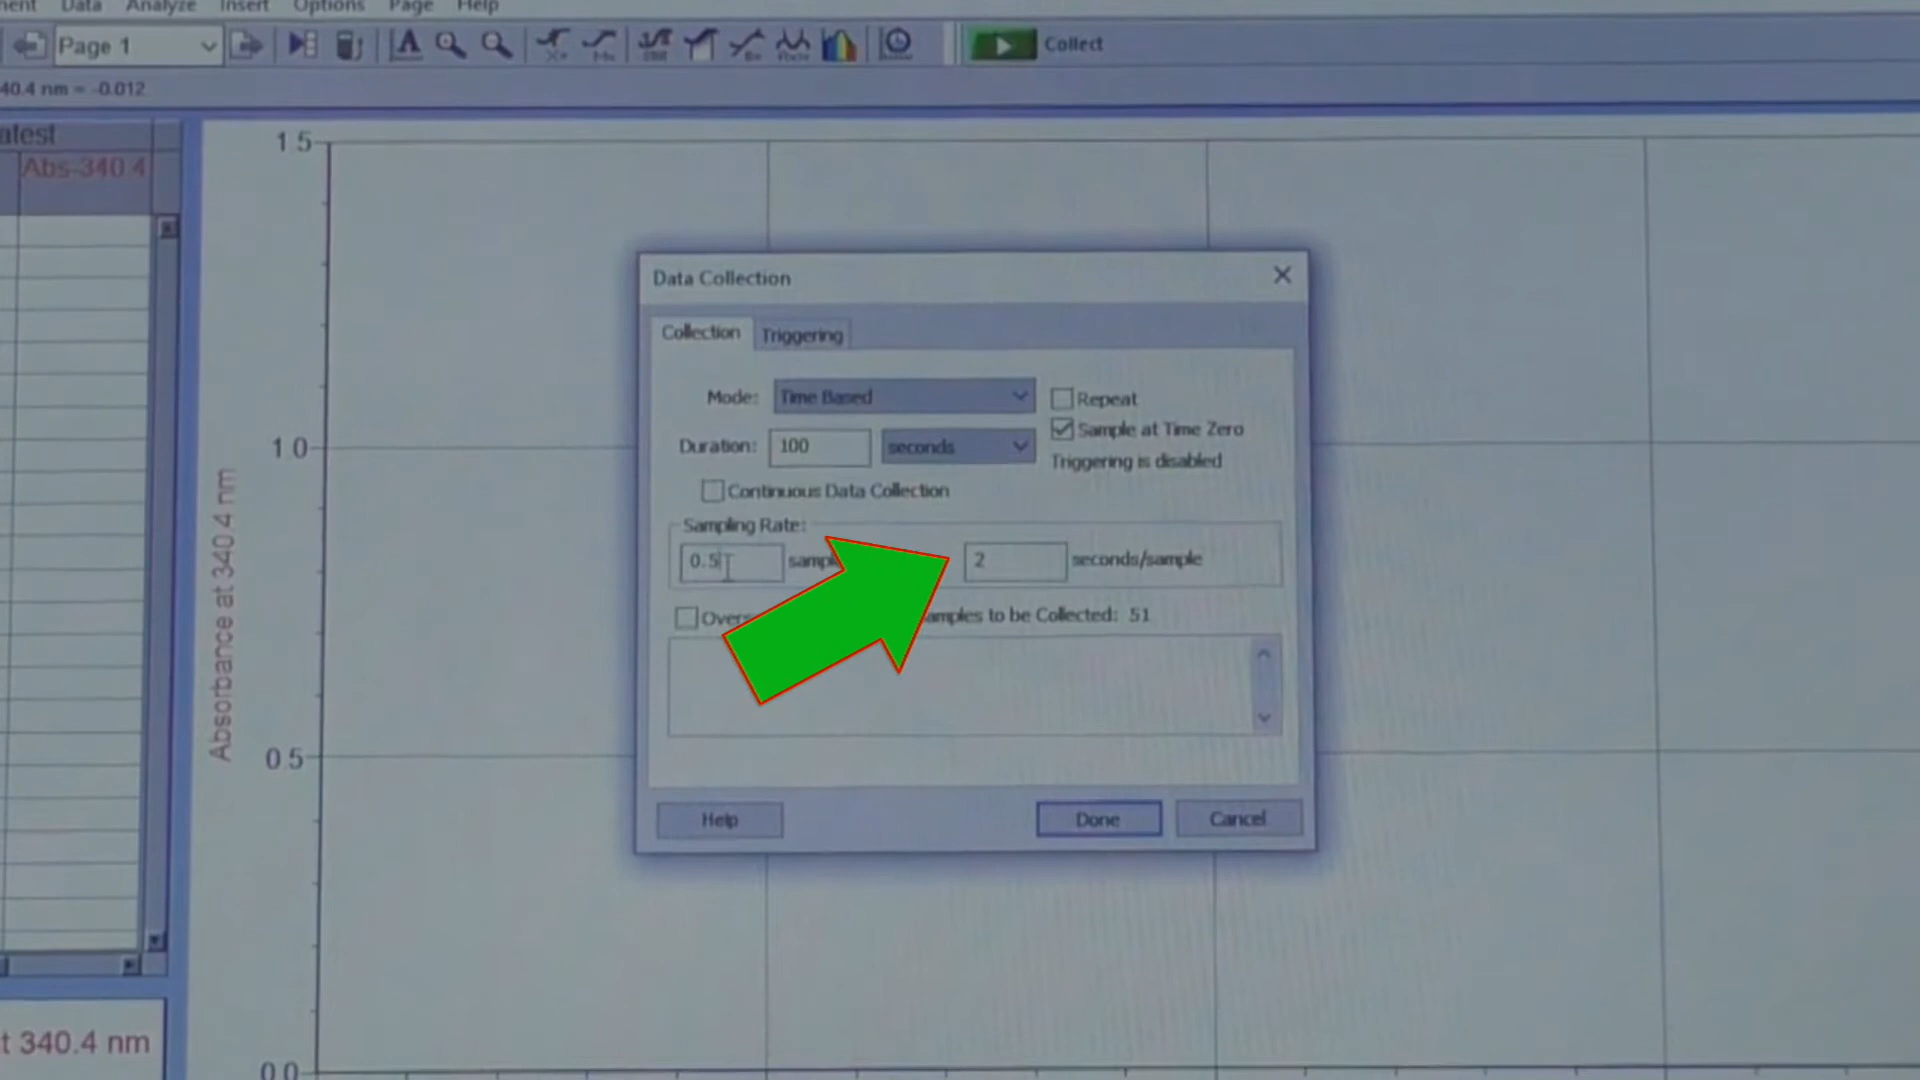 Data Analyze Insert Options Page Help
Page 1
Collect
40.4 nm = -0.012
atest
Abs-340.4
1.5
1.0
0.5
0.0
Absorbance at 340.4 nm
Data Collection
Collection Triggering
Mode: Time Based
Repeat
Sample at Time Zero
Duration: 100 seconds
Triggering is disabled
Continuous Data Collection
Sampling Rate:
0.5 2 seconds/sample
to be Collected: 51
Help Done Cancel
t 340.4 nm